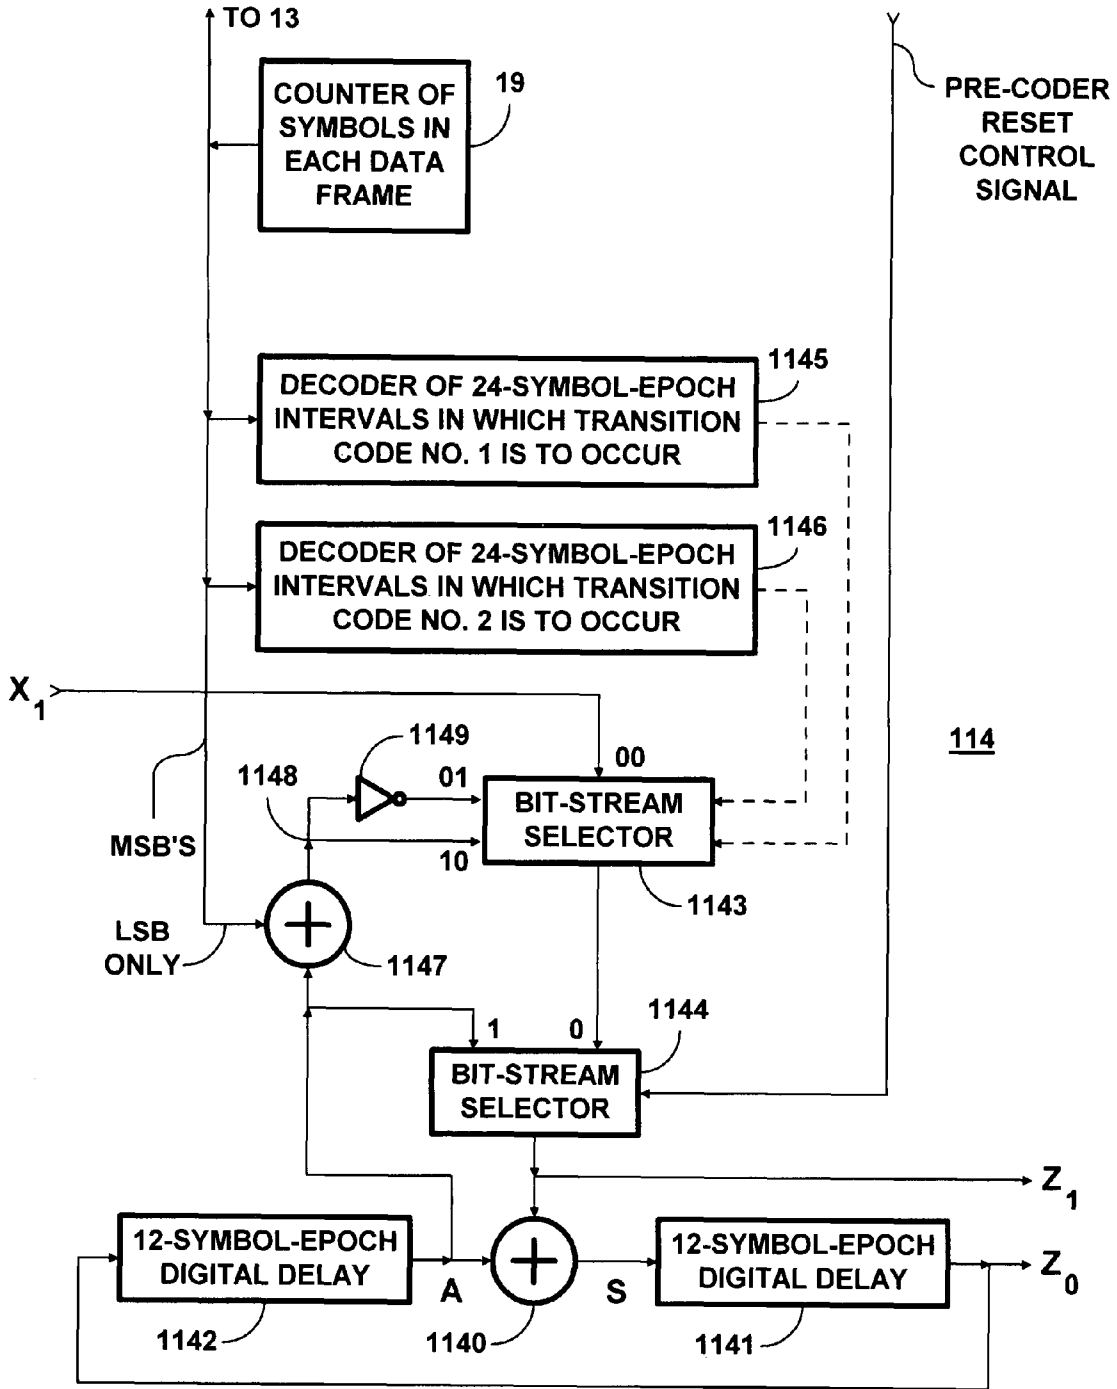 TO 13
COUNTER OF
SYMBOLS IN
EACH DATA
FRAME
19
PRE-CODER
RESET
CONTROL
SIGNAL
DECODER OF 24-SYMBOL-EPOCH
INTERVALS IN WHICH TRANSITION
CODE NO. 1 IS TO OCCUR
1145
DECODER OF 24-SYMBOL-EPOCH
INTERVALS IN WHICH TRANSITION
CODE NO. 2 IS TO OCCUR
1146
X1
1149
1148
01
00
10
BIT-STREAM
SELECTOR
1143
114
MSB'S
LSB
ONLY
1147
1
0
1144
BIT-STREAM
SELECTOR
Z1
12-SYMBOL-EPOCH
DIGITAL DELAY
A
S
12-SYMBOL-EPOCH
DIGITAL DELAY
Z0
1142
1140
1141